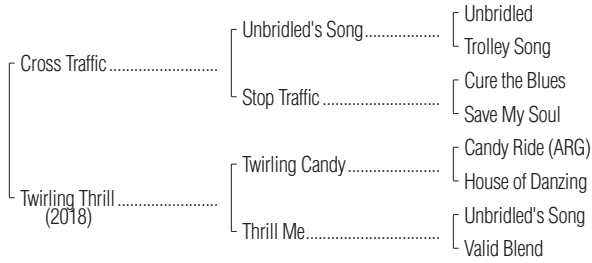 Unbridled
Unbridled's Song..................
Trolley Song
Cross Traffic ..........................
Cure the Blues
Stop Traffic ............................
Save My Soul
Candy Ride (ARG)
Twirling Candy......................
House of Danzing
Twirling Thrill ........................
(2018)
Unbridled's Song
Thrill Me................................
Valid Blend